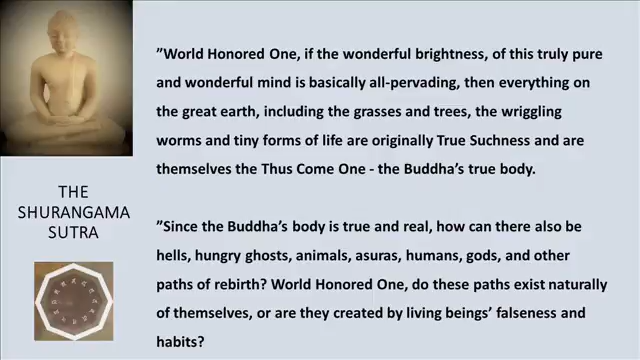 ”World Honored One, if the wonderful brightness, of this truly pure
and wonderful mind is basically all-pervading, then everything on
the great earth, including the grasses and trees, the wriggling
worms and tiny forms of life are originally True Suchness and are
themselves the Thus Come One - the Buddha’s true body.
”Since the Buddha’s body is true and real, how can there also be
hells, hungry ghosts, animals, asuras, humans, gods, and other
paths of rebirth? World Honored One, do these paths exist naturally
of themselves, or are they created by living beings’ falseness and
habits?
THE
SHURANGAMA
SUTRA